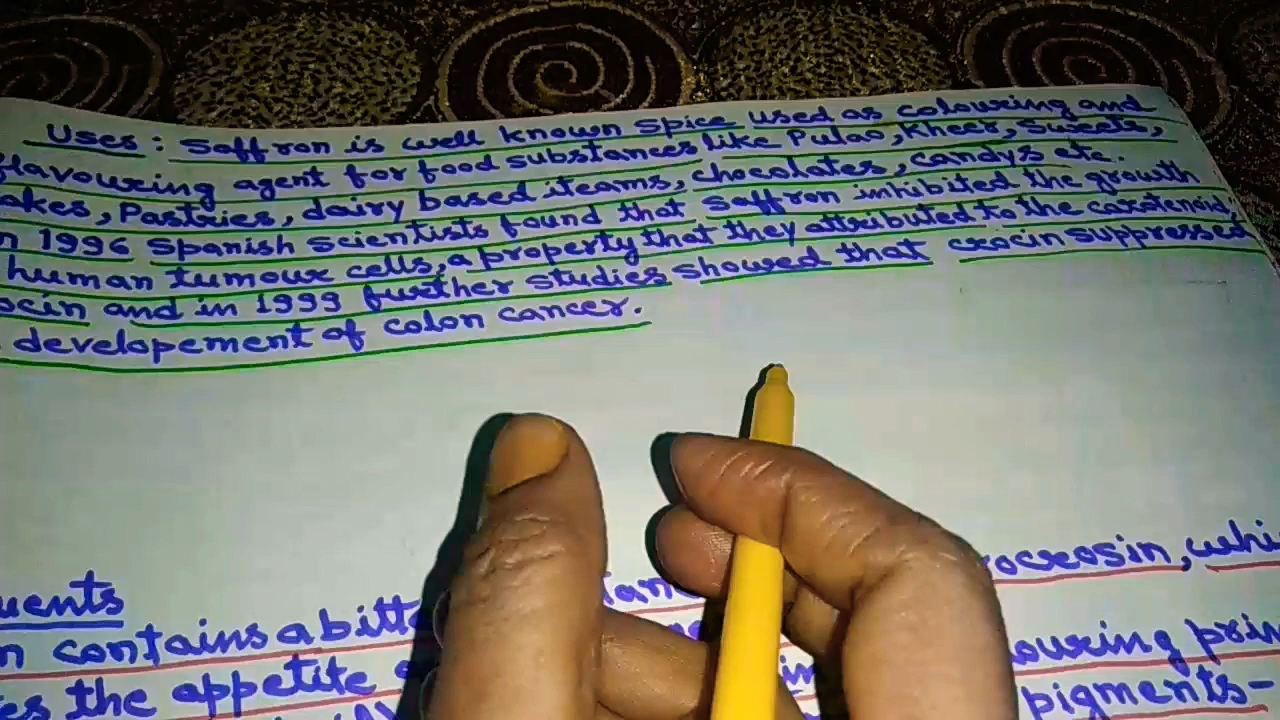 Uses : Saffron is well known spice used as colouring and
flavouring agent for food substances like Pulao, Kheer, Sweets,
akes, Pastries, dairy based iteams, chocolates, candys etc.
n 1996 Spanish scientists found that Saffron inhibited the growth
human tumour cells, a property that they attributed to the carotenoid,
ocin and in 1999 further studies showed that crocin suppressed
developement of colon cancer.
uents
n contains a bitte rocrosin, whi
es the appetite ouring prin
pigments-